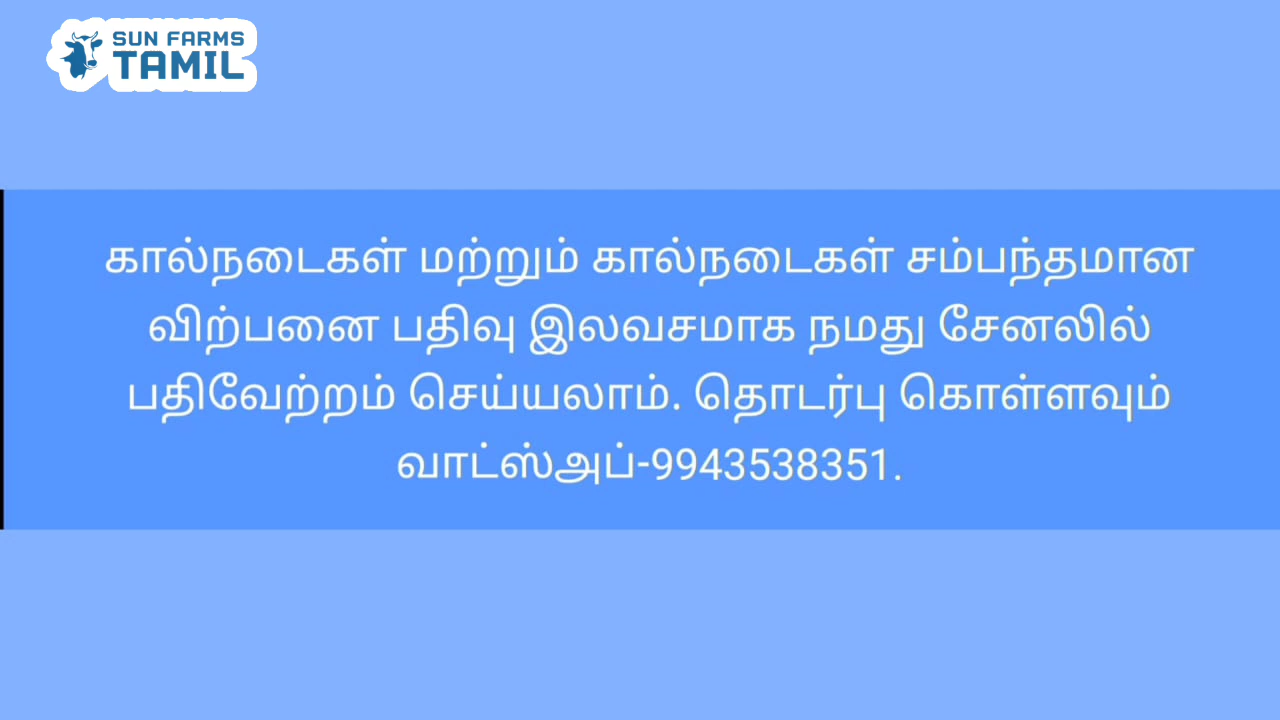 SUN FARMS
TAMIL
கால்நடைகள் மற்றும் கால்நடைகள் சம்பந்தமான
விற்பனை பதிவு இலவசமாக நமது சேனலில்
பதிவேற்றம் செய்யலாம். தொடர்பு கொள்ளவும்
வாட்ஸ்அப்-9943538351.